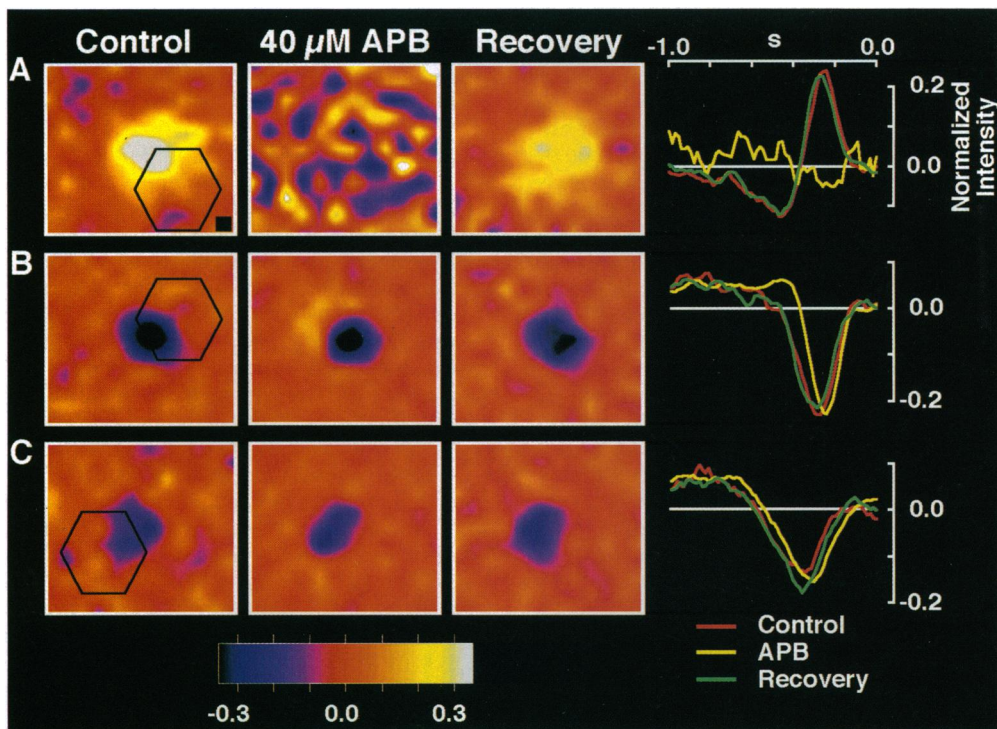 Control 40 µM APB Recovery
-1.0 s 0.0
A
0.2
0.0
Normalized
Intensity
B
0.0
-0.2
C
0.0
-0.2
Control
APB
Recovery
-0.3 0.0 0.3